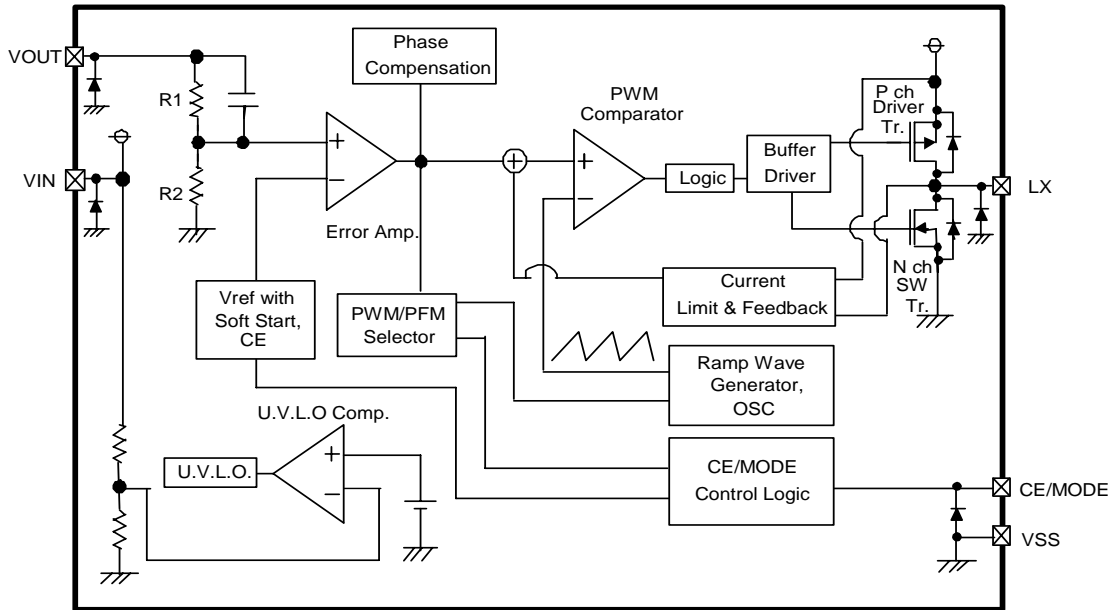 VOUT
VIN
R1
R2
Phase
Compensation
+
−
Error Amp.
+
PWM
Comparator
+
−
Logic
Buffer
Driver
P ch
Driver
Tr.
LX
N ch
SW
Tr.
Current
Limit & Feedback
Vref with
Soft Start,
CE
PWM/PFM
Selector
Ramp Wave
Generator,
OSC
U.V.L.O Comp.
U.V.L.O.
+
−
CE/MODE
Control Logic
CE/MODE
VSS